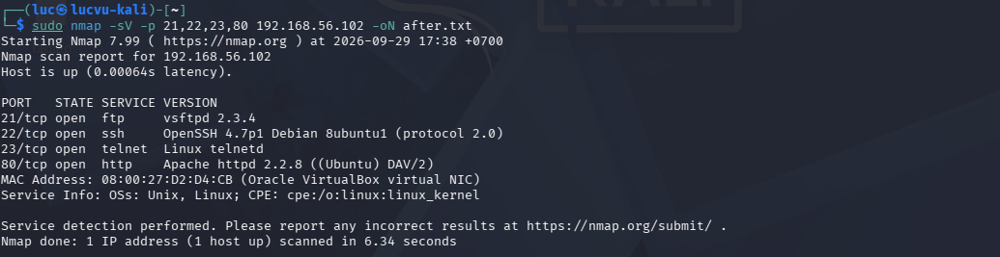 ┌──(luc㉿lucvu-kali)-[~]
└─$ sudo nmap -sV -p 21,22,23,80 192.168.56.102 -oN after.txt
Starting Nmap 7.99 ( https://nmap.org ) at 2026-09-29 17:38 +0700
Nmap scan report for 192.168.56.102
Host is up (0.00064s latency).

PORT   STATE SERVICE VERSION
21/tcp open  ftp     vsftpd 2.3.4
22/tcp open  ssh     OpenSSH 4.7p1 Debian 8ubuntu1 (protocol 2.0)
23/tcp open  telnet  Linux telnetd
80/tcp open  http    Apache httpd 2.2.8 ((Ubuntu) DAV/2)
MAC Address: 08:00:27:D2:D4:CB (Oracle VirtualBox virtual NIC)
Service Info: OSs: Unix, Linux; CPE: cpe:/o:linux:linux_kernel

Service detection performed. Please report any incorrect results at https://nmap.org/submit/ .
Nmap done: 1 IP address (1 host up) scanned in 6.34 seconds